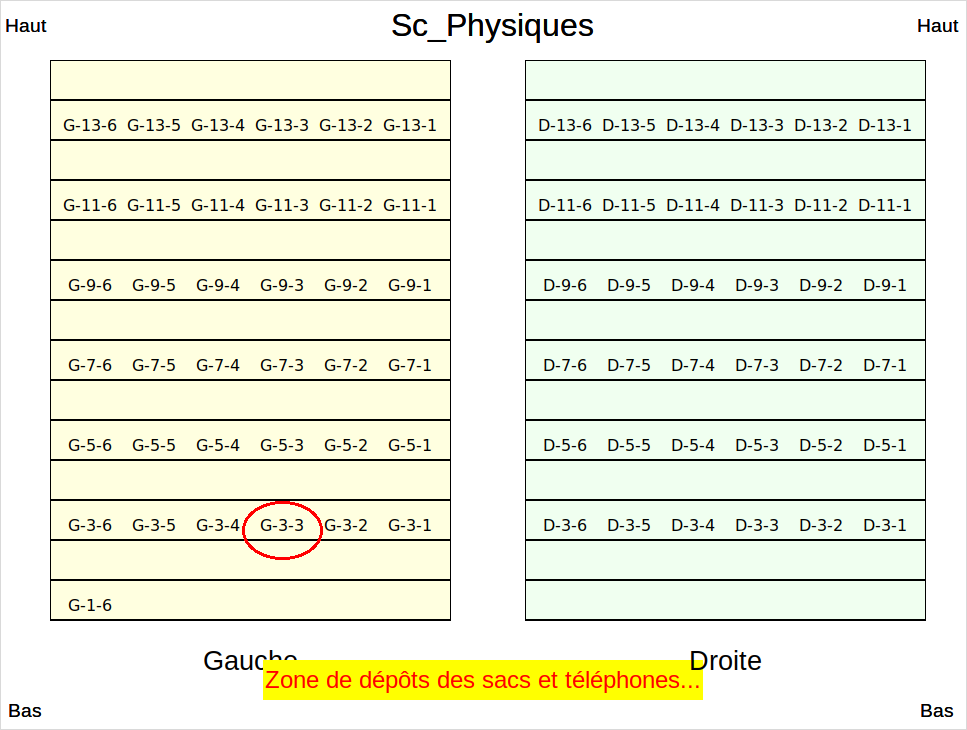 Sc_Physiques
Haut Haut
G-13-6 G-13-5 G-13-4 G-13-3 G-13-2 G-13-1 D-13-6 D-13-5 D-13-4 D-13-3 D-13-2 D-13-1
G-11-6 G-11-5 G-11-4 G-11-3 G-11-2 G-11-1 D-11-6 D-11-5 D-11-4 D-11-3 D-11-2 D-11-1
G-9-6 G-9-5 G-9-4 G-9-3 G-9-2 G-9-1 D-9-6 D-9-5 D-9-4 D-9-3 D-9-2 D-9-1
G-7-6 G-7-5 G-7-4 G-7-3 G-7-2 G-7-1 D-7-6 D-7-5 D-7-4 D-7-3 D-7-2 D-7-1
G-5-6 G-5-5 G-5-4 G-5-3 G-5-2 G-5-1 D-5-6 D-5-5 D-5-4 D-5-3 D-5-2 D-5-1
G-3-6 G-3-5 G-3-4 G-3-3 G-3-2 G-3-1 D-3-6 D-3-5 D-3-4 D-3-3 D-3-2 D-3-1
G-1-6
Gauche Droite
Zone de dépôts des sacs et téléphones...
Bas Bas